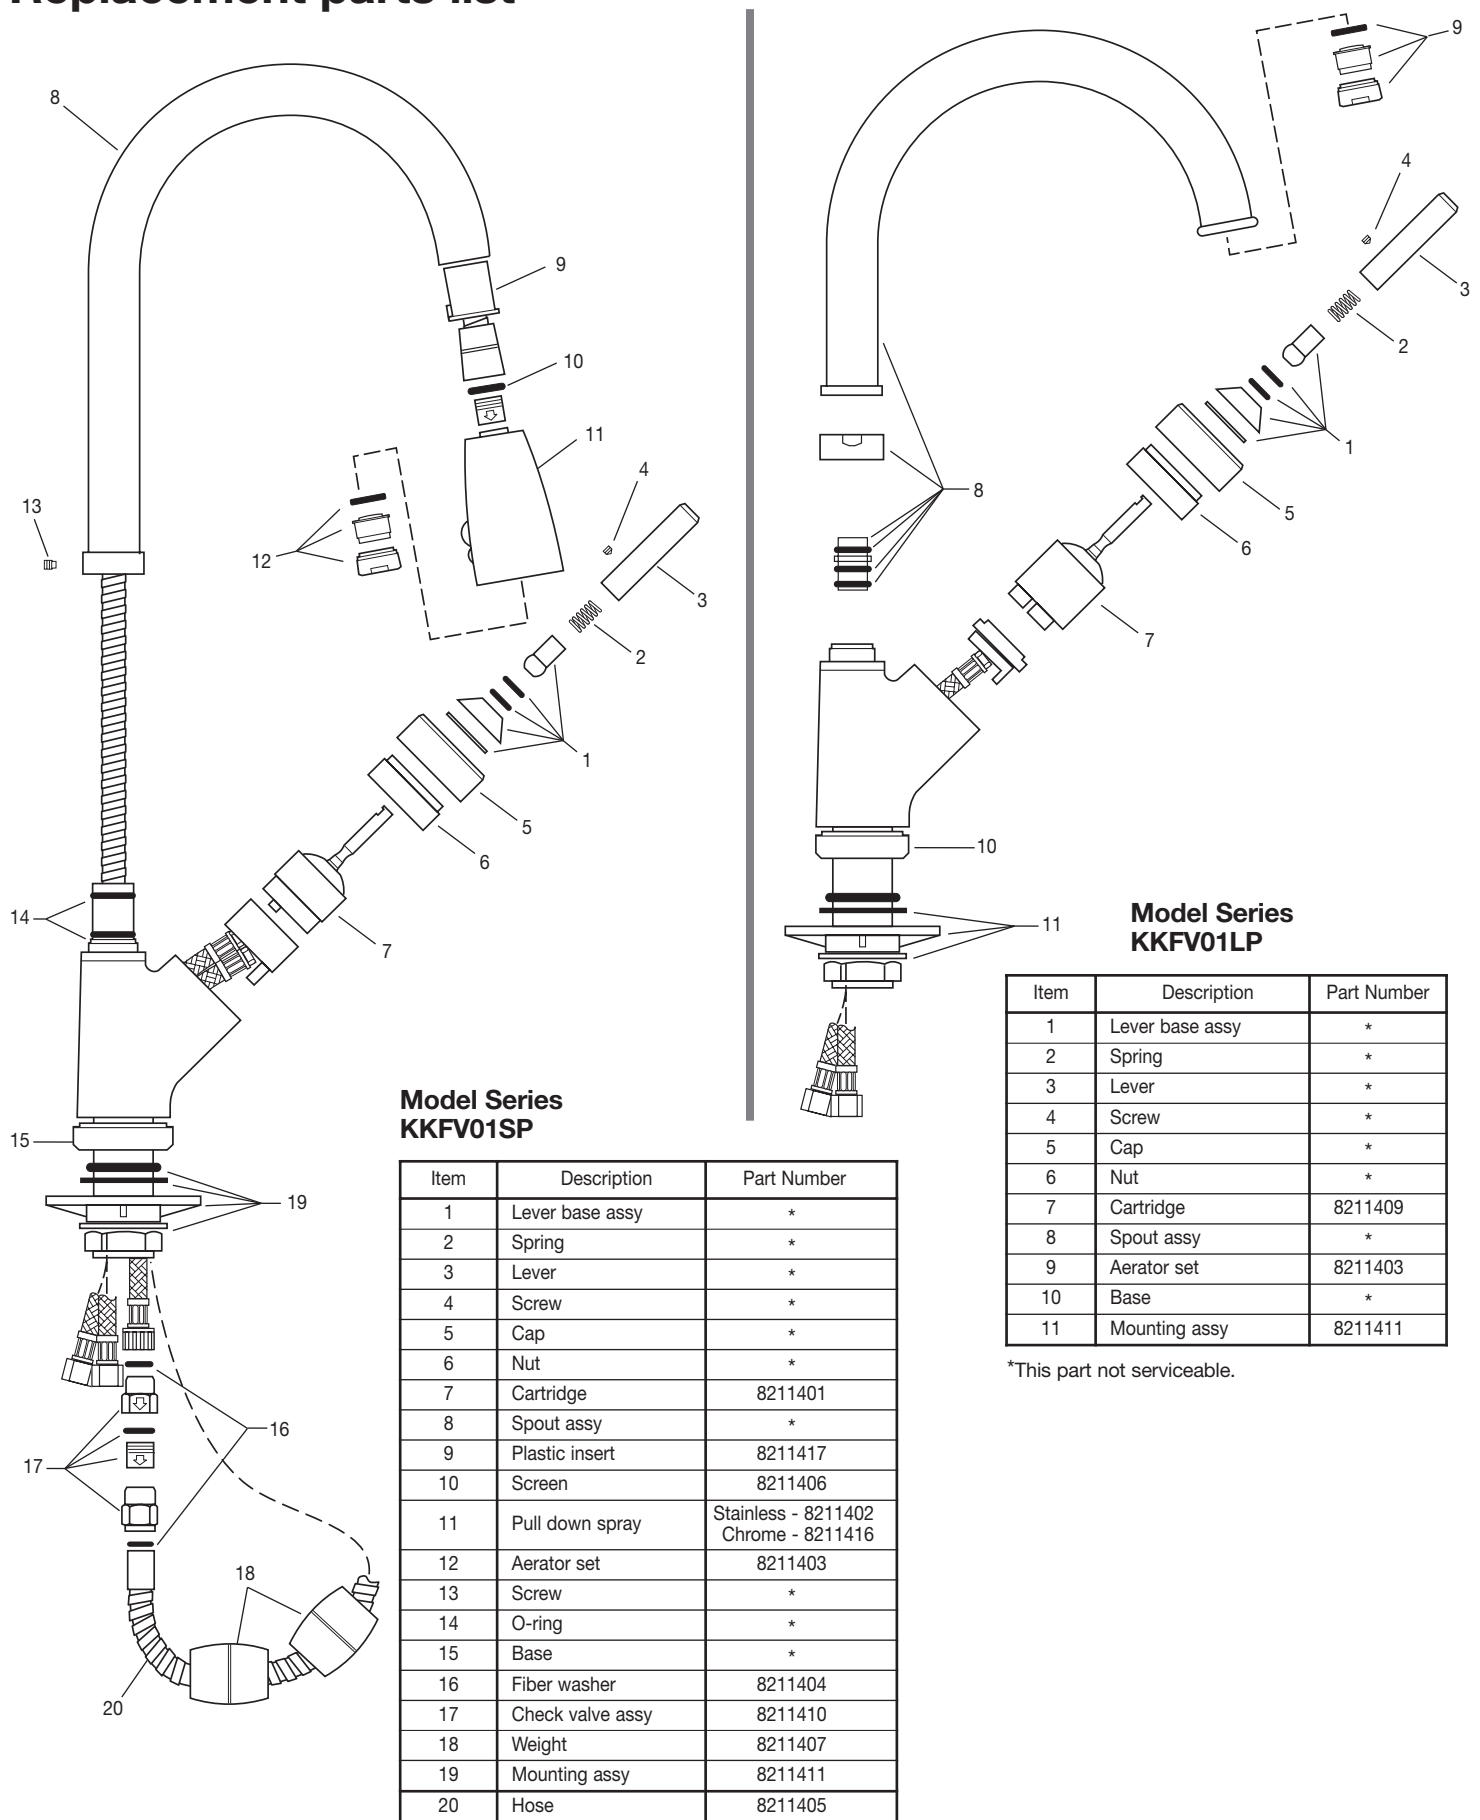 Replacement parts list
8
9
10
11
4
13
12
3
2
1
5
6
14
7
15
19
16
17
18
20
Model Series
KKFV01SP
Item Description Part Number
1 Lever base assy *
2 Spring *
3 Lever *
4 Screw *
5 Cap *
6 Nut *
7 Cartridge 8211401
8 Spout assy *
9 Plastic insert 8211417
10 Screen 8211406
11 Pull down spray Stainless - 8211402
Chrome - 8211416
12 Aerator set 8211403
13 Screw *
14 O-ring *
15 Base *
16 Fiber washer 8211404
17 Check valve assy 8211410
18 Weight 8211407
19 Mounting assy 8211411
20 Hose 8211405
9
4
3
2
1
8
5
6
7
10
11
Model Series
KKFV01LP
Item Description Part Number
1 Lever base assy *
2 Spring *
3 Lever *
4 Screw *
5 Cap *
6 Nut *
7 Cartridge 8211409
8 Spout assy *
9 Aerator set 8211403
10 Base *
11 Mounting assy 8211411
*This part not serviceable.